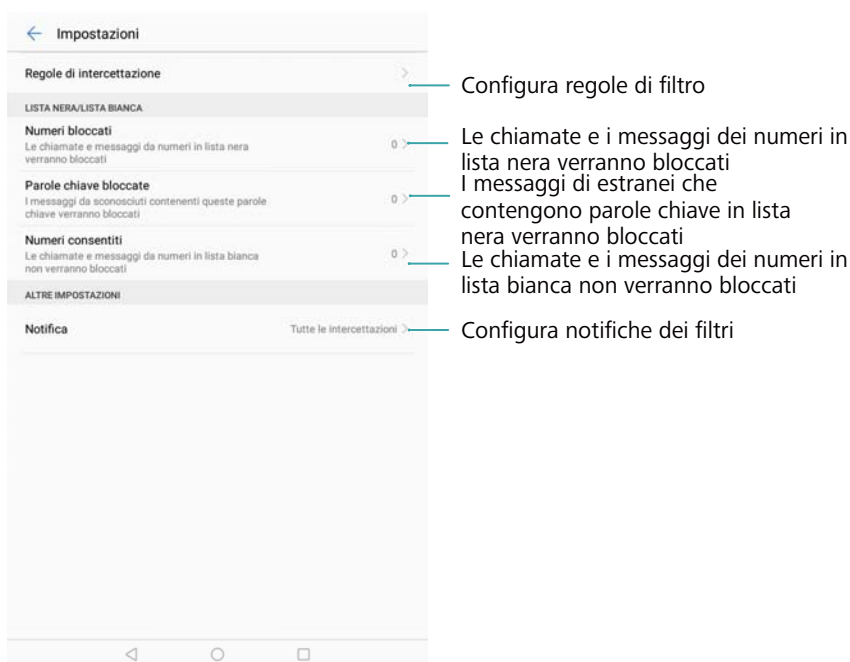 Impostazioni
Regole di intercettazione
Configura regole di filtro
LISTA NERA/LISTA BIANCA
Numeri bloccati
Le chiamate e messaggi da numeri in lista nera
verranno bloccati
0
Le chiamate e i messaggi dei numeri in
lista nera verranno bloccati
Parole chiave bloccate
I messaggi da sconosciuti contenenti queste parole
chiave verranno bloccati
0
I messaggi di estranei che
contengono parole chiave in lista
nera verranno bloccati
Numeri consentiti
Le chiamate e messaggi da numeri in lista bianca
non verranno bloccati
0
Le chiamate e i messaggi dei numeri in
lista bianca non verranno bloccati
ALTRE IMPOSTAZIONI
Notifica
Tutte le intercettazioni
Configura notifiche dei filtri